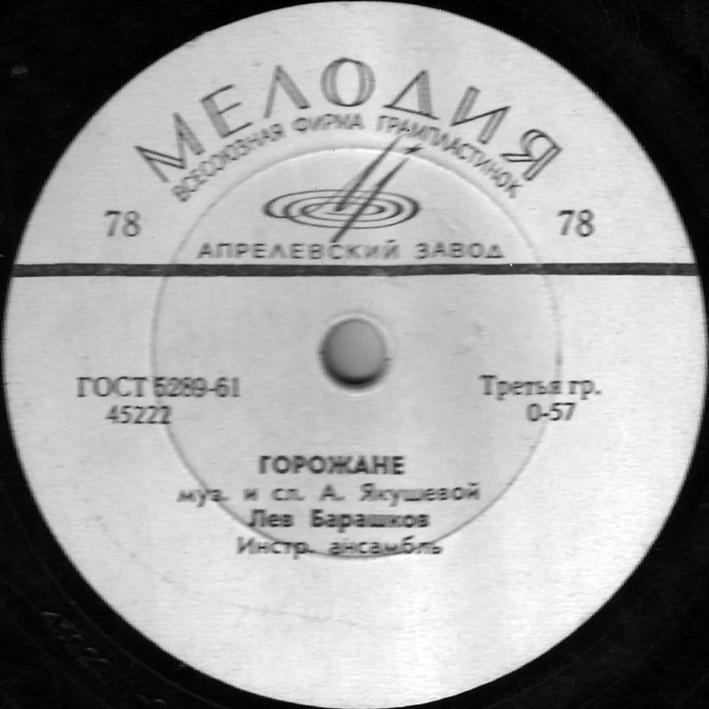 МЕЛОДИЯ
ВСЕСОЮЗНАЯ ФИРМА ГРАМПЛАСТИНОК
78 78
АПРЕЛЕВСКИЙ ЗАВОД
ГОСТ 5289-61 Третья гр.
45222 0-57
ГОРОЖАНЕ
муз. и сл. А. Якушевой
Лев Барашков
Инстр. ансамбль